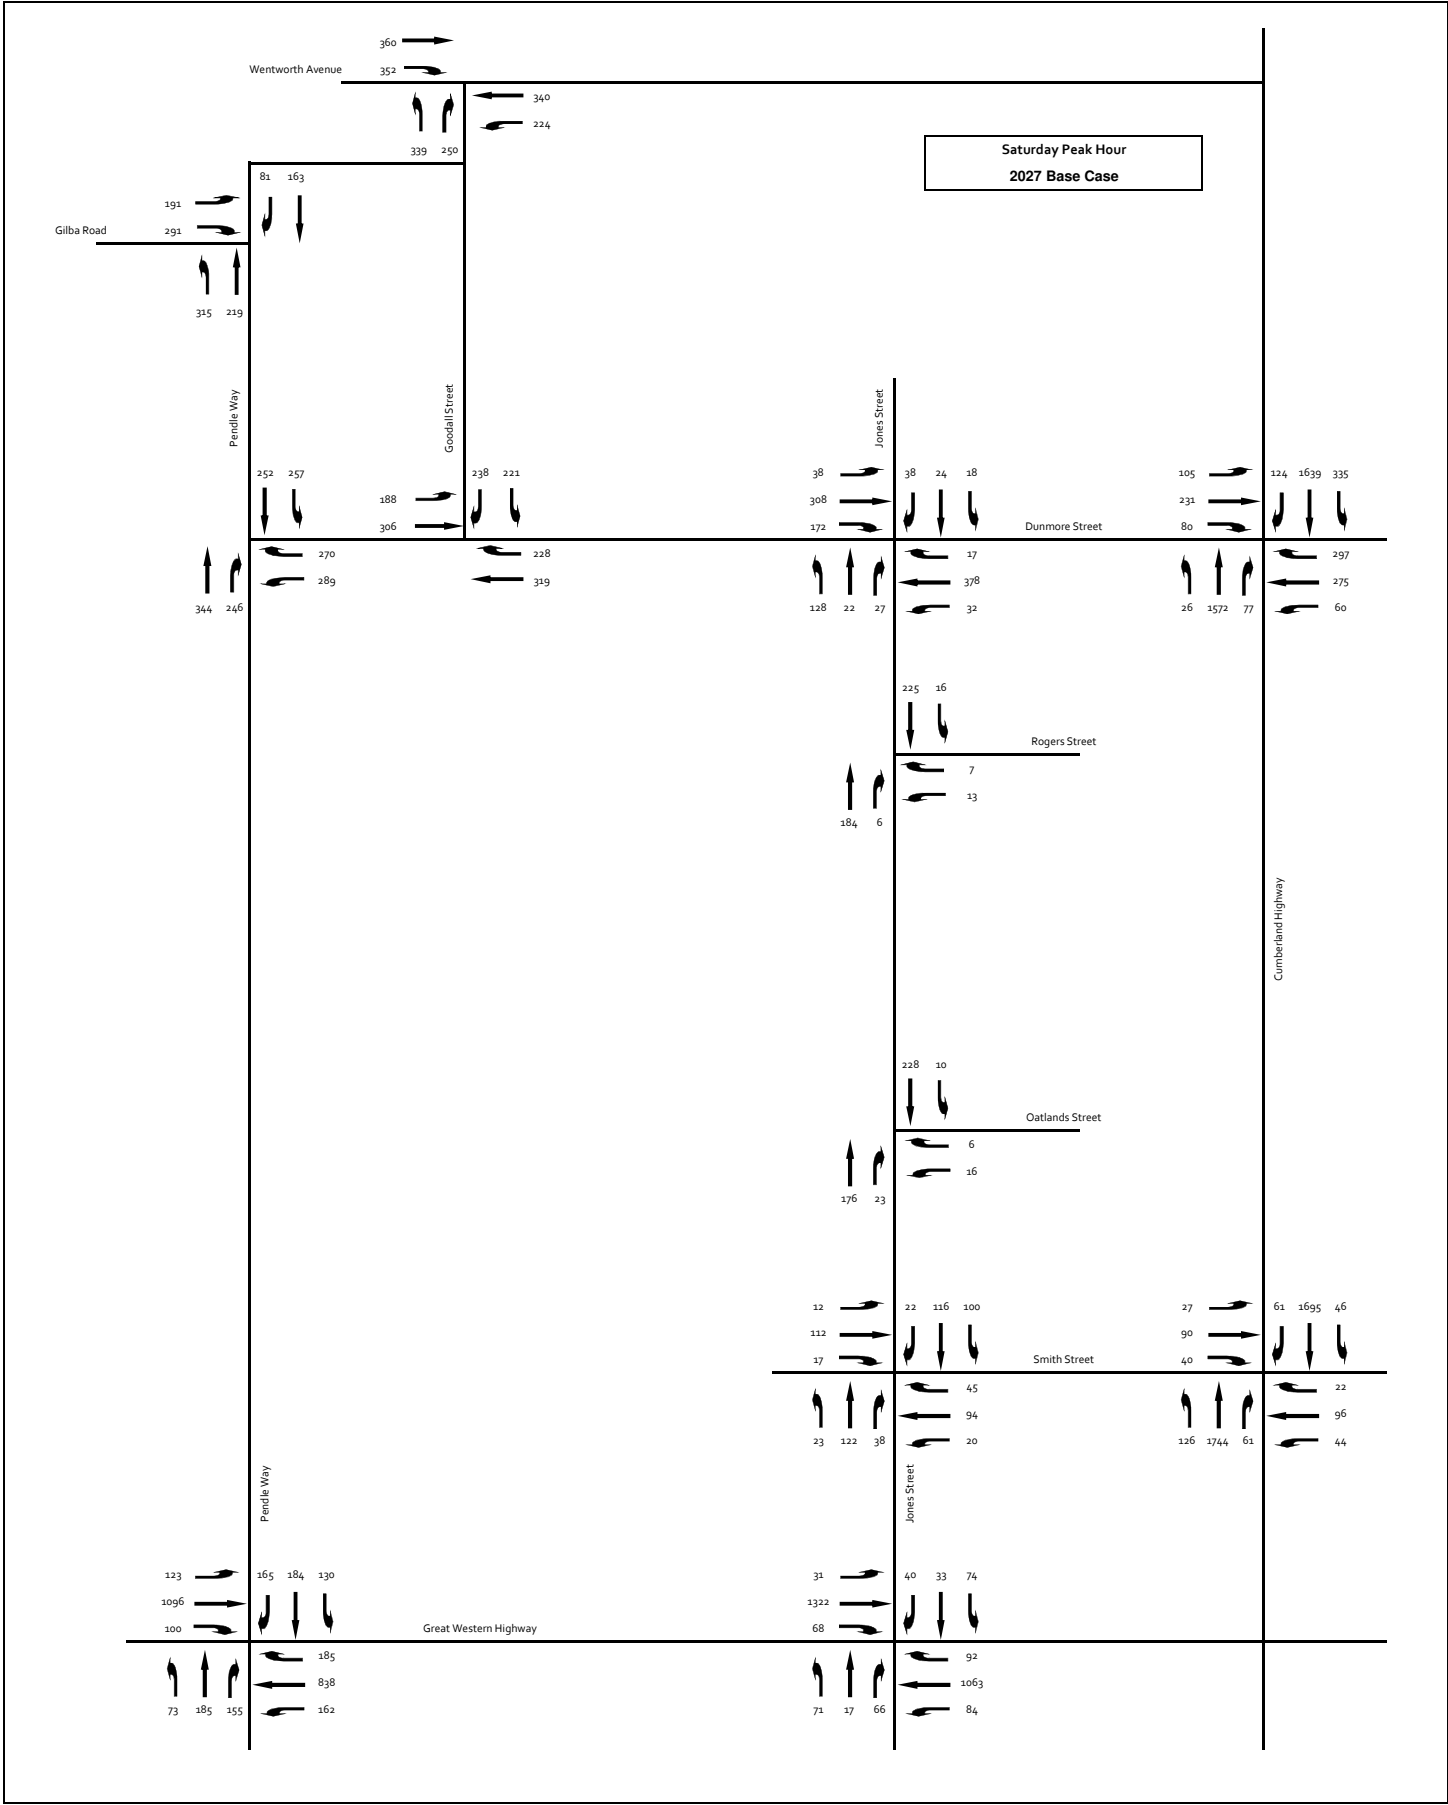 360
Wentworth Avenue 352
340
224
339 250
Saturday Peak Hour
2027 Base Case
81 163
191
Gilba Road 291
315 219
Pendle Way
Goodall Street
Jones Street
252 257
188
306
238 221
270
289
344 246
228
319
38
308
172
38 24 18
Dunmore Street
17
378
32
128 22 27
105
231
80
124 1639 335
297
275
60
26 1572 77
225 16
Rogers Street
7
13
184 6
Cumberland Highway
228 10
Oatlands Street
6
16
176 23
12
112
17
22 116 100
Smith Street
45
94
20
23 122 38
27
90
40
61 1695 46
22
96
44
126 1744 61
Pendle Way
Jones Street
123
1096
100
165 184 130
Great Western Highway
185
838
162
73 185 155
31
1322
68
40 33 74
92
1063
84
71 17 66